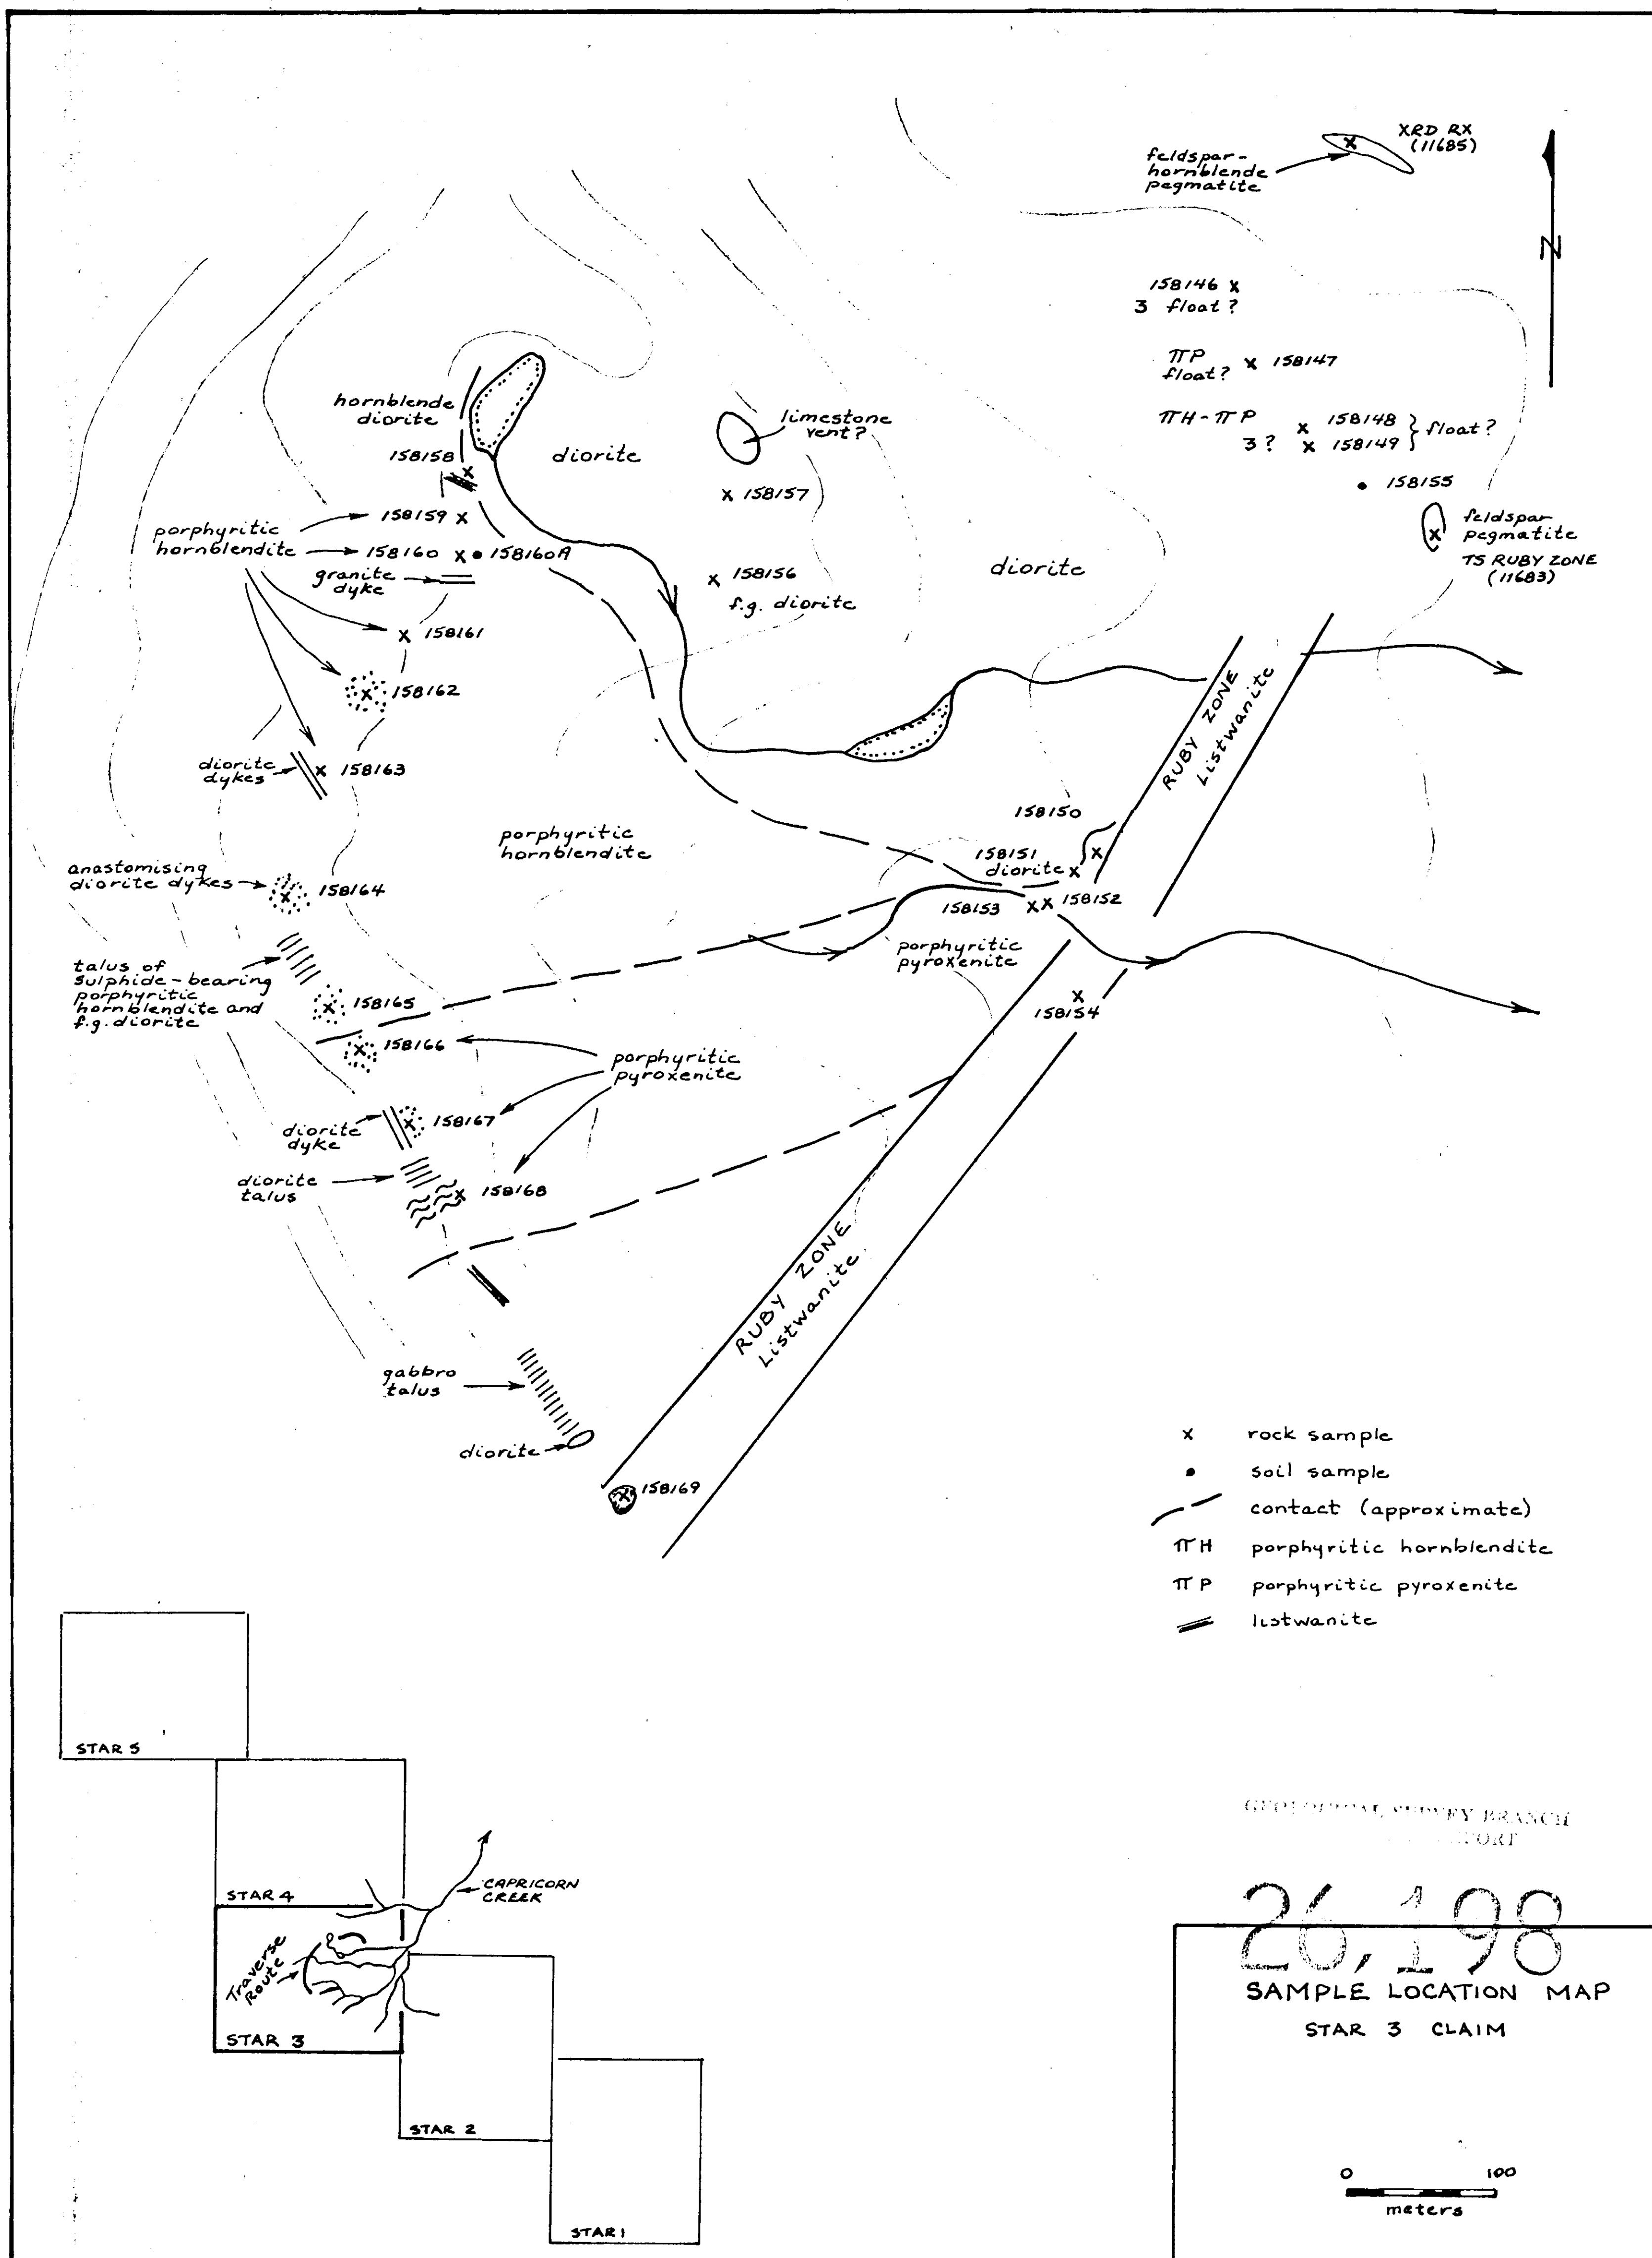 XRD RX
(11685)
feldspar-
hornblende
pegmatite
N
158146 x
3 float?
πP
float?
x 158147
πH-πP
x 158148
3? x 158149
} float?
• 158155
feldspar
pegmatite
TS RUBY ZONE
(11683)
hornblende
diorite
158158
diorite
limestone
vent?
x 158157
158159 x
porphyritic
hornblendite
158160 x • 158160A
granite
dyke
x 158156
f.g. diorite
diorite
x 158161
x 158162
diorite
dykes
x 158163
RUBY ZONE
Listwanite
158150
158151
diorite x
porphyritic
hornblendite
anastomising
diorite dykes
x 158164
158153 xx 158152
porphyritic
pyroxenite
talus of
sulphide-bearing
porphyritic
hornblendite and
f.g. diorite
x 158165
x
158154
x 158166
porphyritic
pyroxenite
diorite
dyke
x 158167
diorite
talus
x 158168
RUBY ZONE
Listwanite
gabbro
talus
diorite
x 158169
x rock sample
• soil sample
contact (approximate)
πH porphyritic hornblendite
πP porphyritic pyroxenite
listwanite
STAR 5
STAR 4
CAPRICORN
CREEK
Traverse
Route
STAR 3
STAR 2
STAR 1
GEOLOGICAL SURVEY BRANCH
26,198
SAMPLE LOCATION MAP
STAR 3 CLAIM
0 100
meters